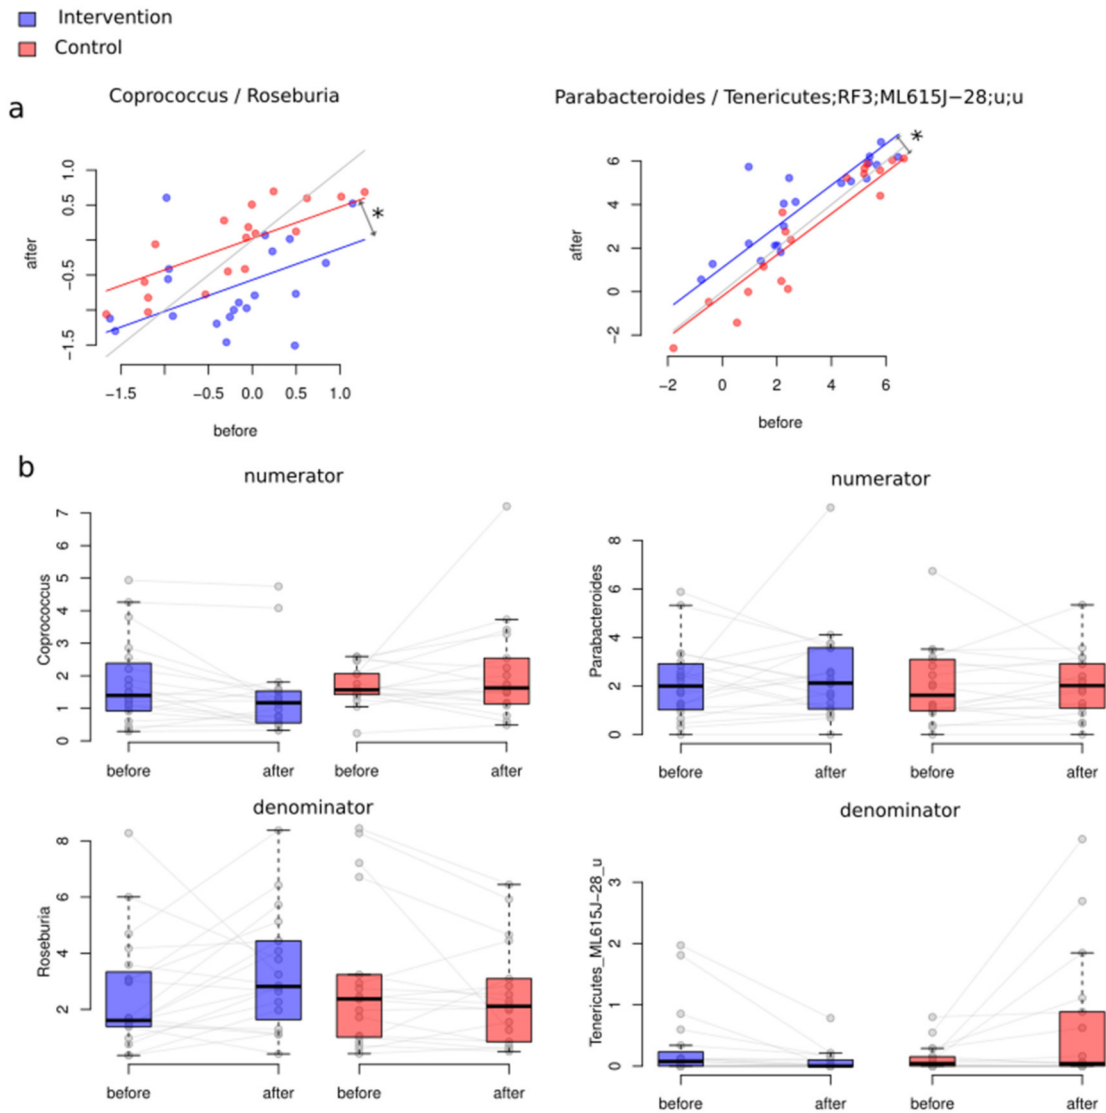 Intervention
Control
a
Coprococcus / Roseburia
Parabacteroides / Tenericutes;RF3;ML615J−28;u;u
after
1.0
0.5
−0.5
−1.5
*
−1.5
−0.5
0.0
0.5
1.0
before
after
6
4
2
0
−2
*
−2
0
2
4
6
before
b
numerator
Coprococcus
7
6
5
4
3
2
1
0
before
after
before
after
numerator
Parabacteroides
8
6
4
2
0
before
after
before
after
denominator
Roseburia
8
6
4
2
before
after
before
after
denominator
Tenericutes_ML615J−28_u
3
2
1
0
before
after
before
after